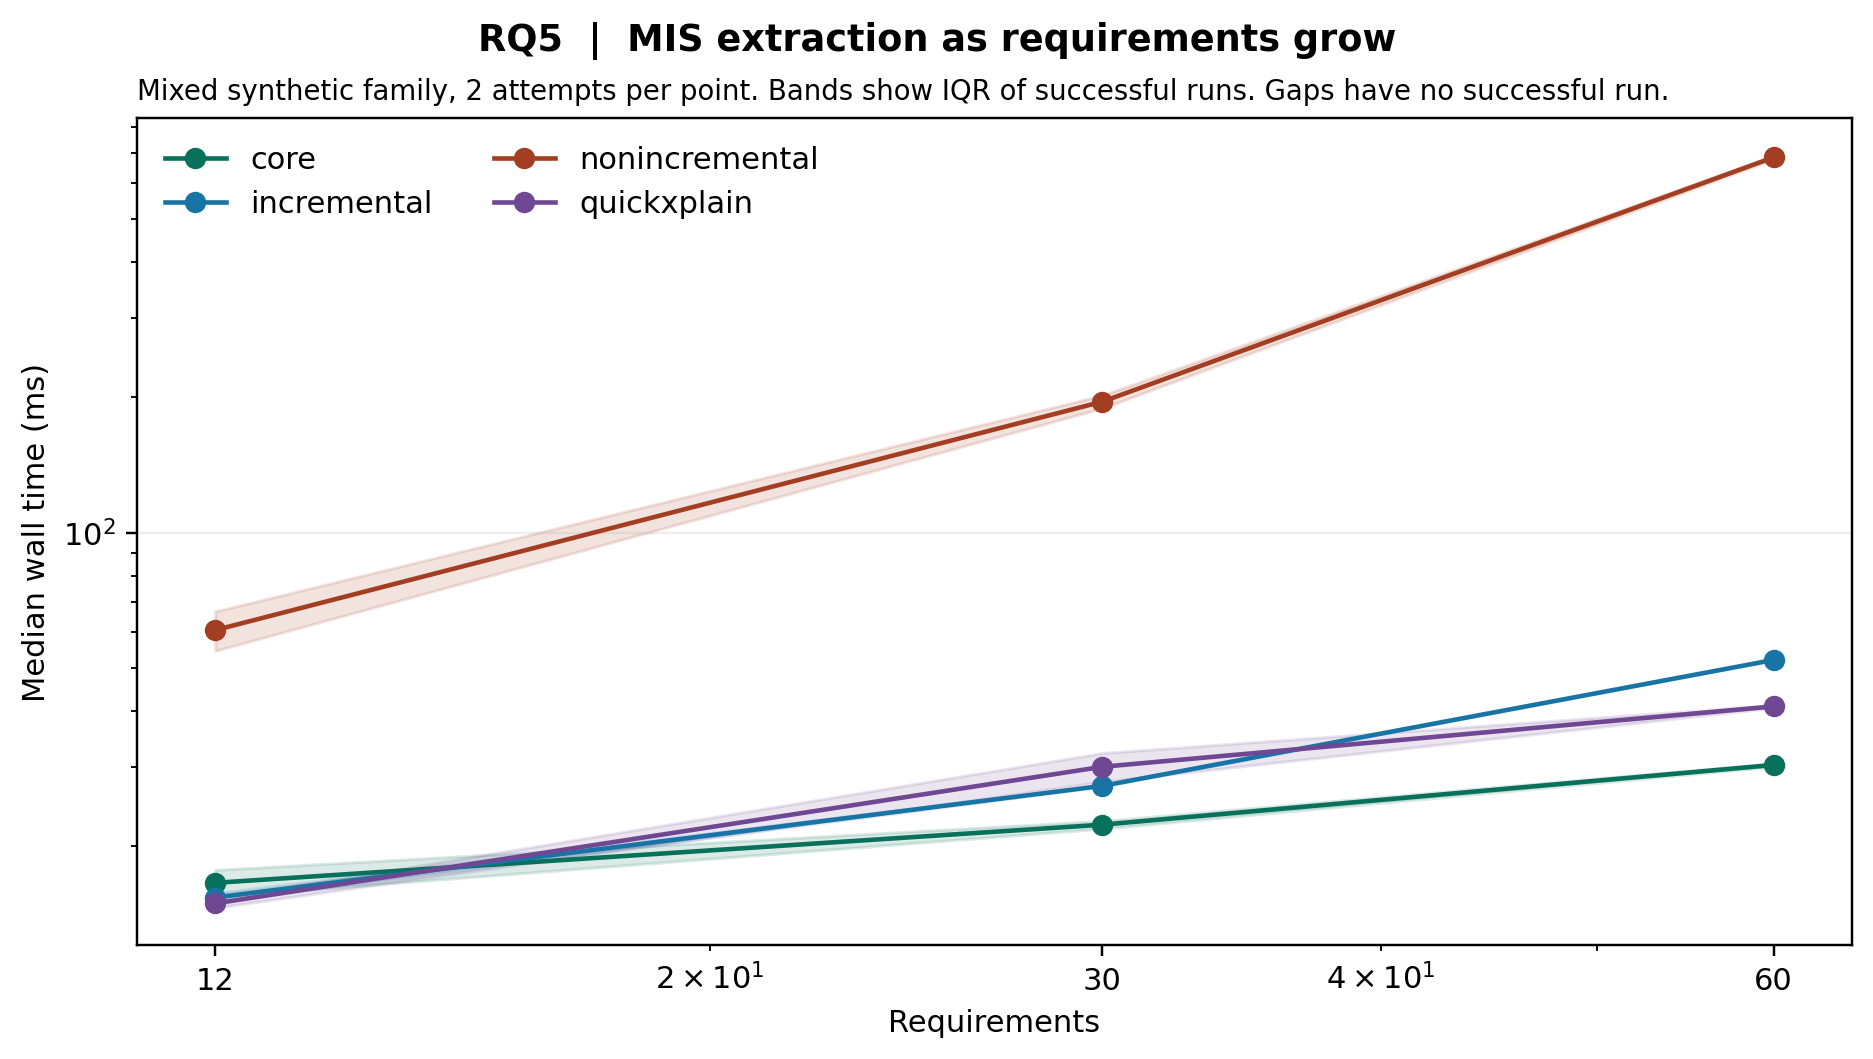 RQ5 | MIS extraction as requirements grow
Mixed synthetic family, 2 attempts per point. Bands show IQR of successful runs. Gaps have no successful run.
core
incremental
nonincremental
quickxplain
Median wall time (ms)
10²
12
2 × 10¹
30
4 × 10¹
60
Requirements